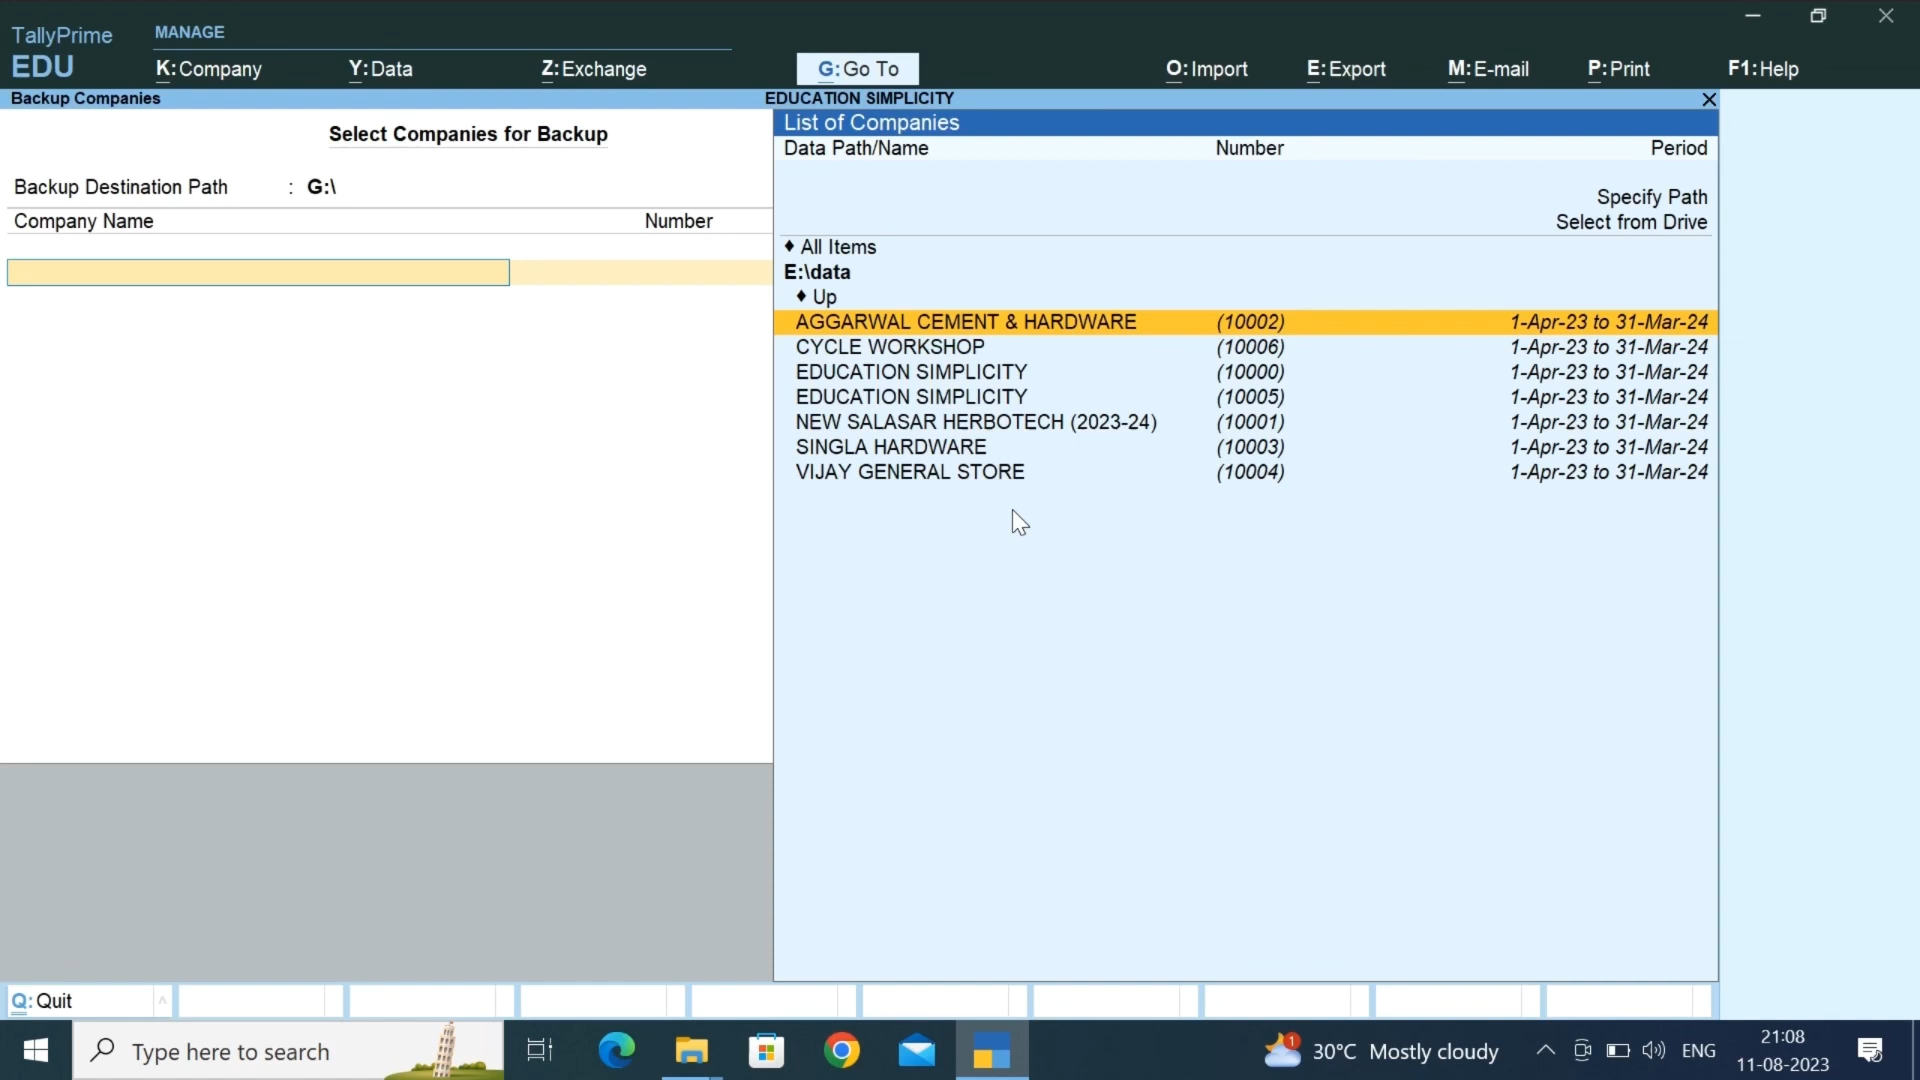 TallyPrime
EDU
MANAGE
K:Company Y:Data Z:Exchange G:Go To O:Import E:Export M:E-mail P:Print F1:Help
Backup Companies EDUCATION SIMPLICITY
Select Companies for Backup
Backup Destination Path : G:\
Company Name Number
List of Companies
Data Path/Name Number Period
Specify Path
Select from Drive
♦ All Items
E:\data
♦ Up
AGGARWAL CEMENT & HARDWARE (10002) 1-Apr-23 to 31-Mar-24
CYCLE WORKSHOP (10006) 1-Apr-23 to 31-Mar-24
EDUCATION SIMPLICITY (10000) 1-Apr-23 to 31-Mar-24
EDUCATION SIMPLICITY (10005) 1-Apr-23 to 31-Mar-24
NEW SALASAR HERBOTECH (2023-24) (10001) 1-Apr-23 to 31-Mar-24
SINGLA HARDWARE (10003) 1-Apr-23 to 31-Mar-24
VIJAY GENERAL STORE (10004) 1-Apr-23 to 31-Mar-24
Q:Quit
Type here to search
1
30°C Mostly cloudy
ENG
21:08
11-08-2023